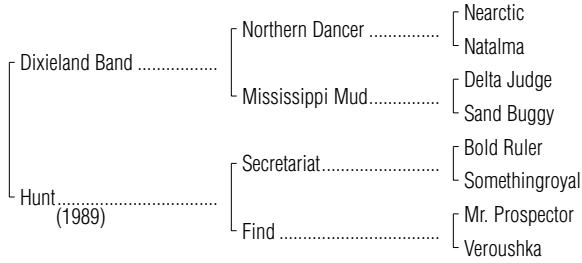 Nearctic
Northern Dancer ................
Natalma
Dixieland Band ..................
Delta Judge
Mississippi Mud................
Sand Buggy
Bold Ruler
Secretariat...........................
Somethingroyal
Hunt.....................................
(1989)
Mr. Prospector
Find .....................................
Veroushka